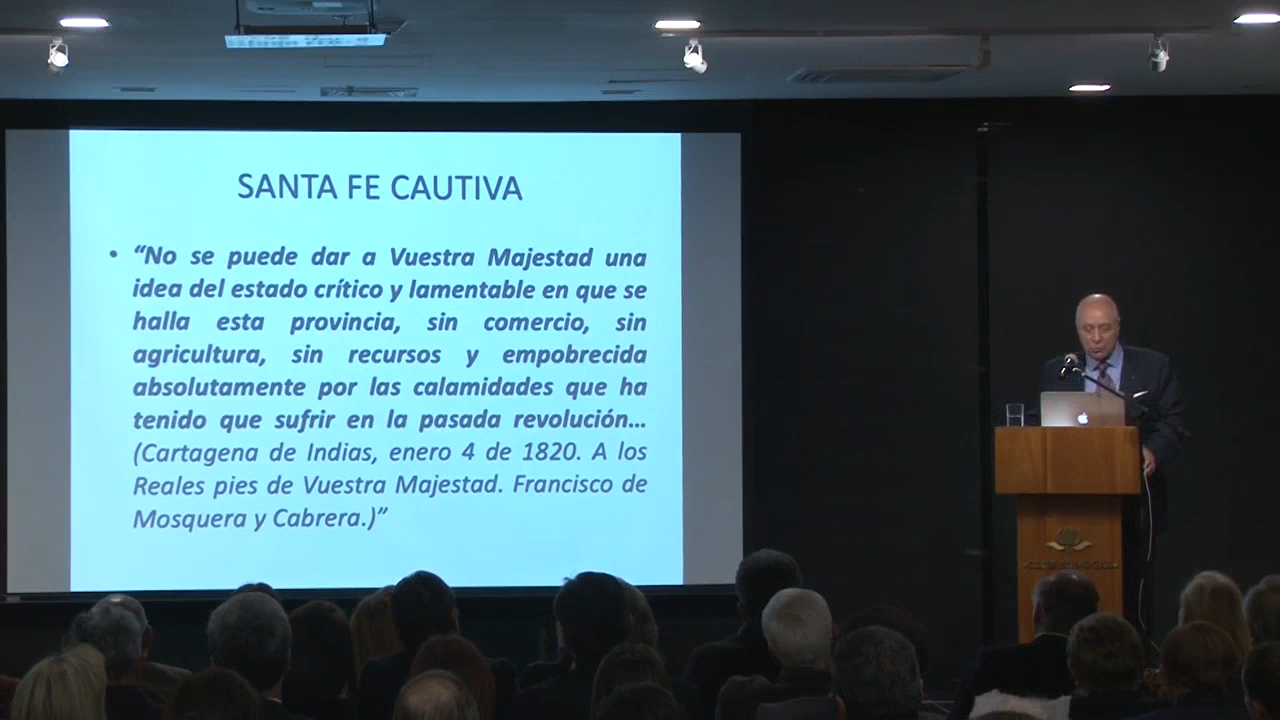 SANTA FE CAUTIVA
• “No se puede dar a Vuestra Majestad una
idea del estado crítico y lamentable en que se
halla esta provincia, sin comercio, sin
agricultura, sin recursos y empobrecida
absolutamente por las calamidades que ha
tenido que sufrir en la pasada revolución…
(Cartagena de Indias, enero 4 de 1820. A los
Reales pies de Vuestra Majestad. Francisco de
Mosquera y Cabrera.)”
CLUB EL NOGAL